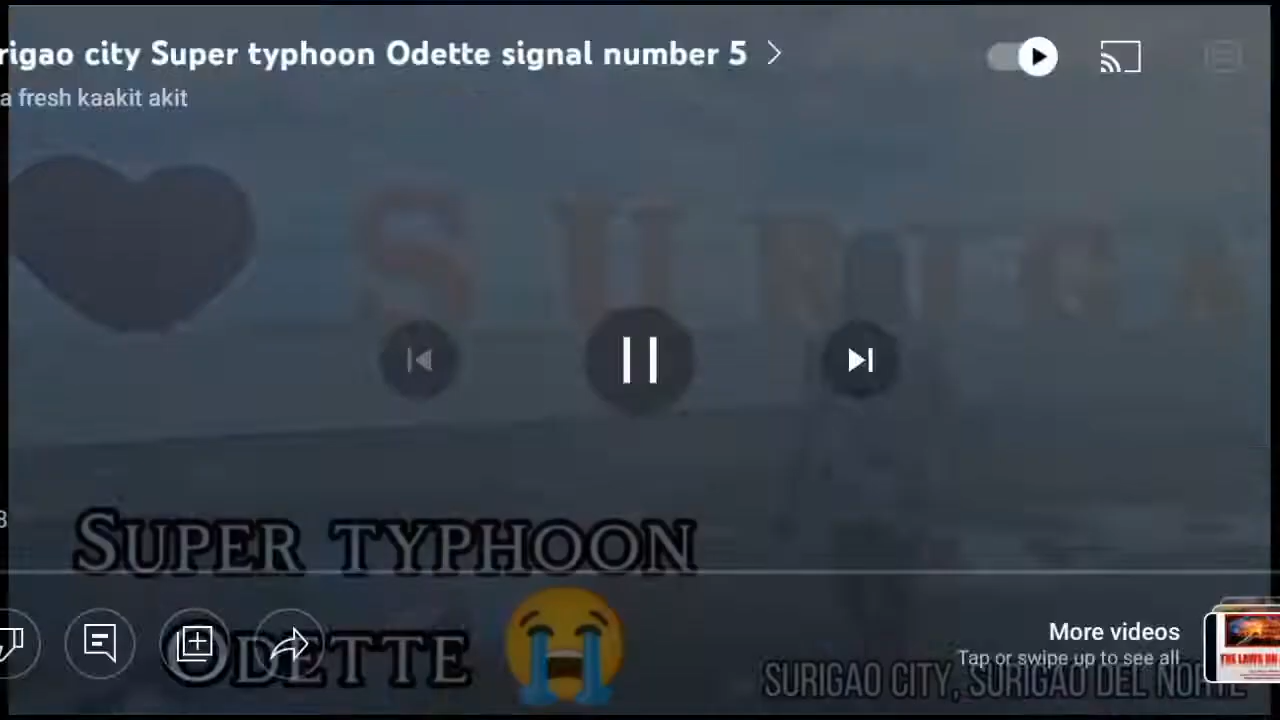 rigao city Super typhoon Odette signal number 5
a fresh kaakit akit
SURIGA
SUPER TYPHOON
ODETTE
More videos
Tap or swipe up to see all
SURIGAO CITY, SURIGAO DEL NORTE